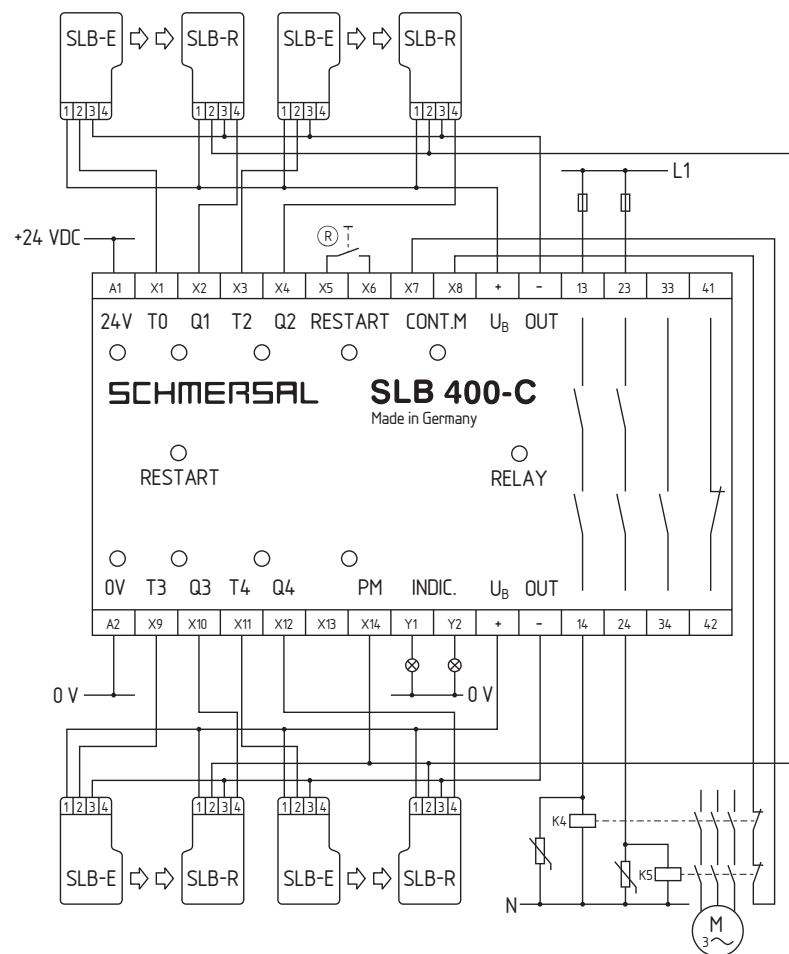 SLB-E SLB-R SLB-E SLB-R
1 2 3 4 1 2 3 4 1 2 3 4 1 2 3 4
L1
+24 VDC
R
A1 X1 X2 X3 X4 X5 X6 X7 X8 + - 13 23 33 41
24V T0 Q1 T2 Q2 RESTART CONT.M UB OUT
SCHMERSAL SLB 400-C
Made in Germany
RESTART RELAY
0V T3 Q3 T4 Q4 PM INDIC. UB OUT
A2 X9 X10 X11 X12 X13 X14 Y1 Y2 + - 14 24 34 42
0 V 0 V
1 2 3 4 1 2 3 4 1 2 3 4 1 2 3 4
K4
SLB-E SLB-R SLB-E SLB-R
K5
N
M
3~